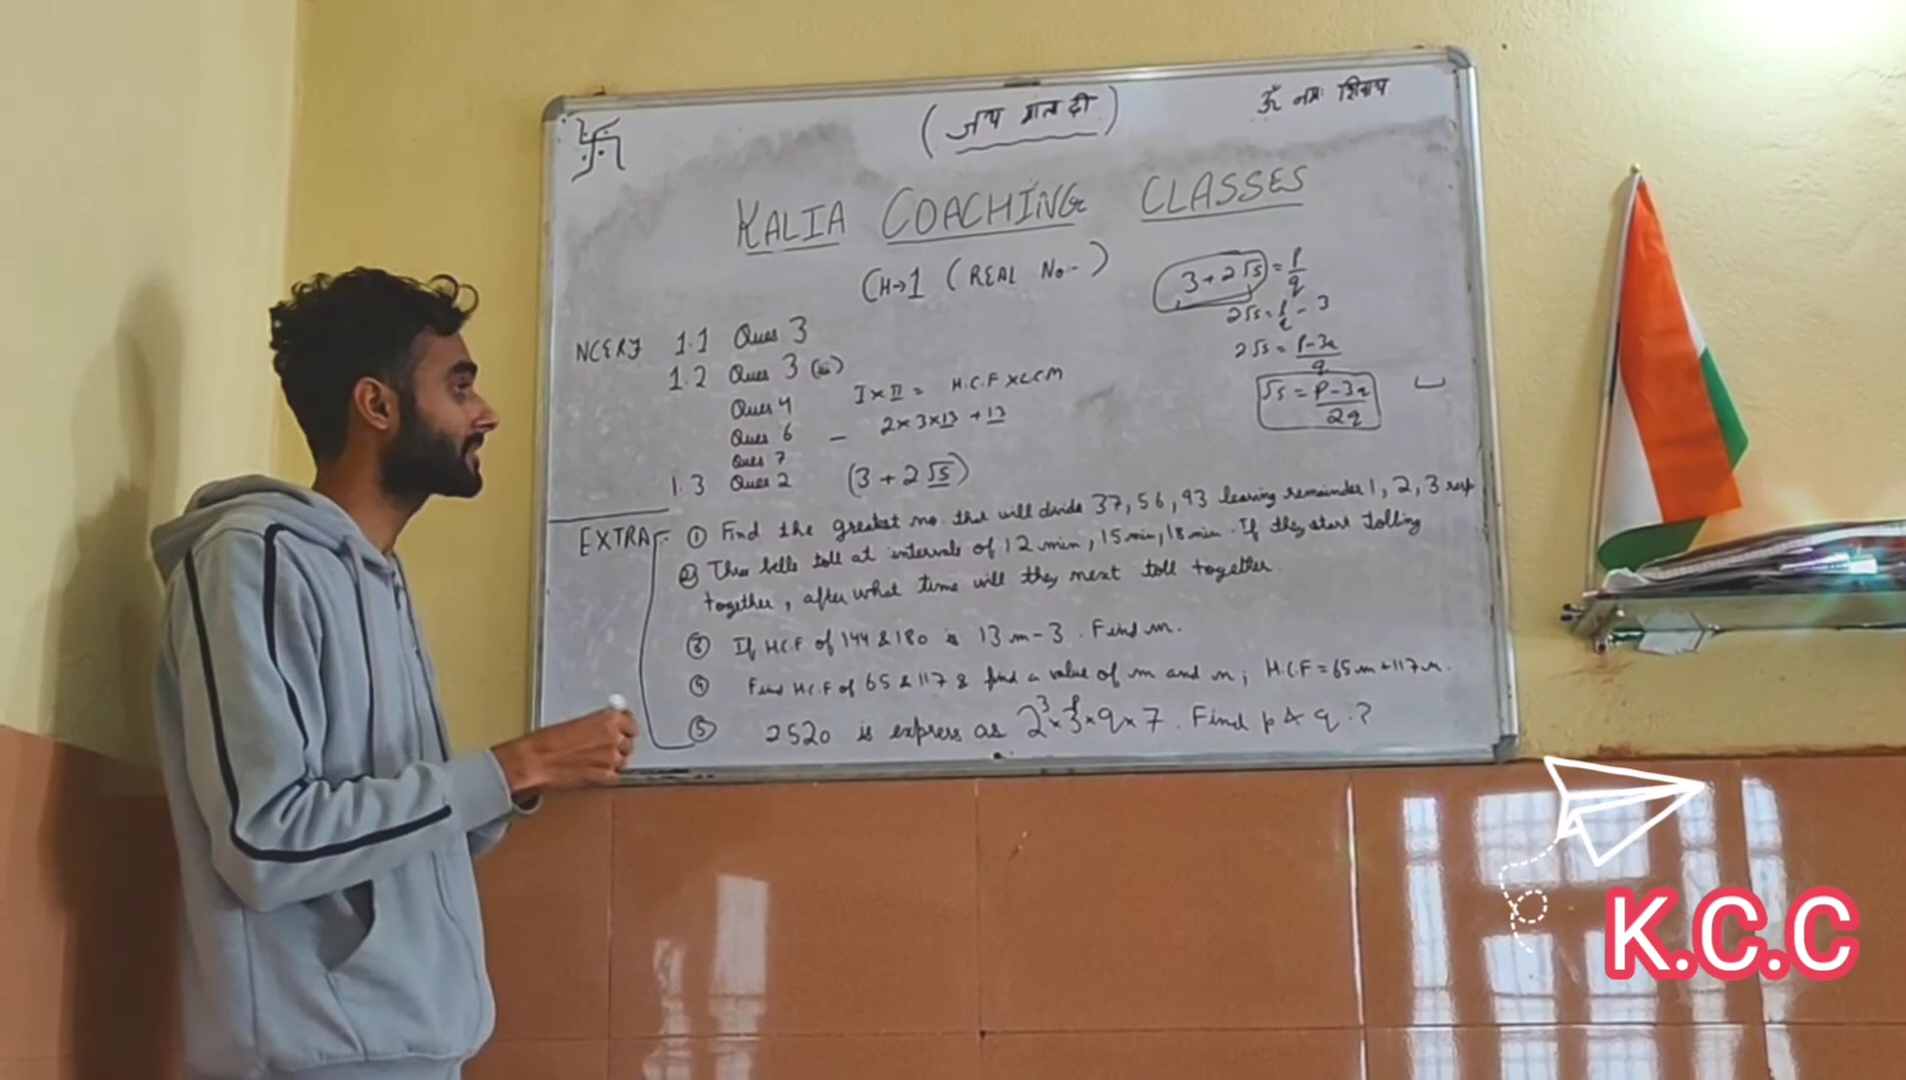 (जय माता दी)
ॐ नमः शिवाय
KALIA COACHING CLASSES
CH→1 (REAL No:-)
3+2√5 = p/q
2√5 = p/q - 3
2√5 = p-3q/q
√5 = p-3q/2q
NCERT 1.1 Ques 3
1.2 Ques 3 (iii)
Ques 4 I × II = H.C.F × LCM
Ques 6 — 2×3×13 + 13
Ques 7
1.3 Ques 2 (3 + 2√5)
EXTRA:- ① Find the greatest no. that will divide 37, 56, 93 leaving remainder 1, 2, 3 resp
② Three bells toll at intervals of 12 min, 15 min, 18 min. If they start tolling
together, after what time will they next toll together.
③ If H.C.F of 144 & 180 is 13m-3. Find m.
④ Find H.C.F of 65 & 117 & find a value of m and n; H.C.F = 65m+117n.
⑤ 2520 is express as 2³×3ᵖ×q×7. Find p & q.?
K.C.C